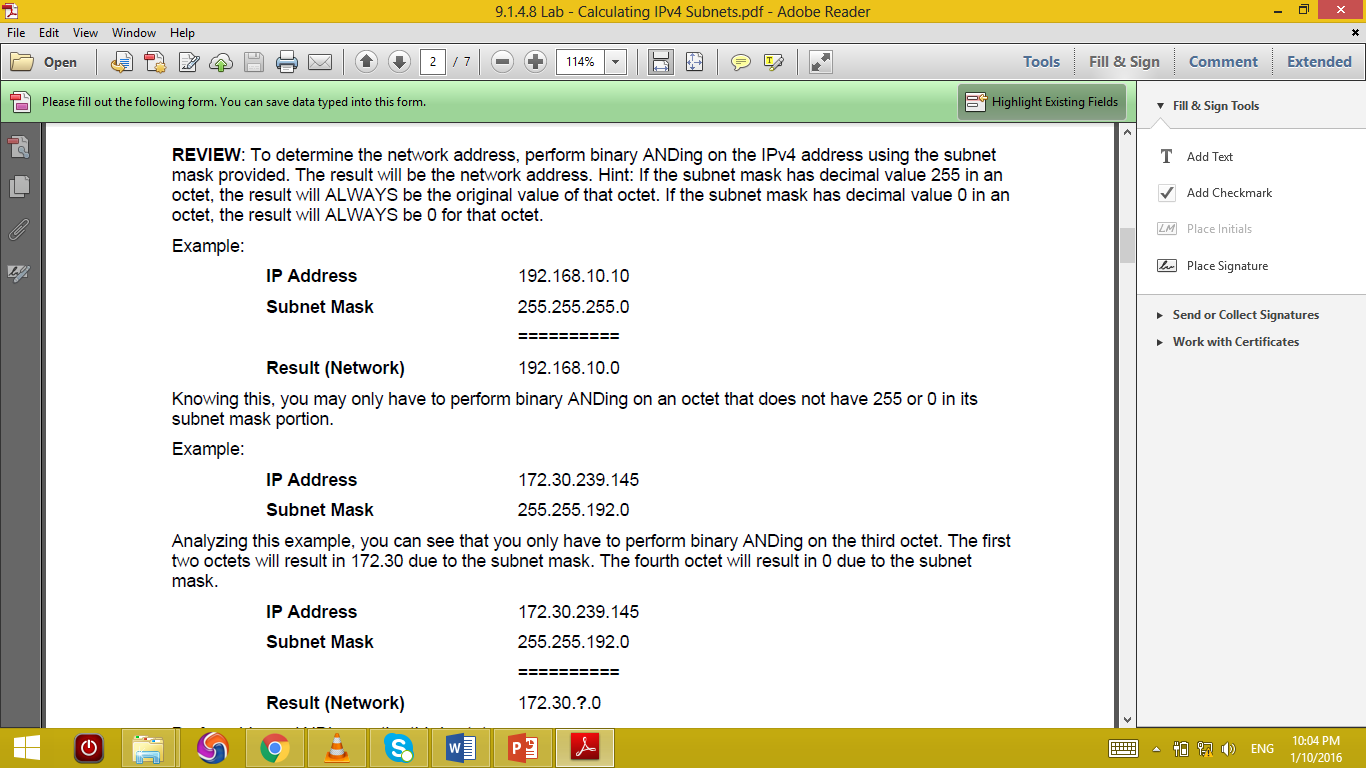 9.1.4.8 Lab - Calculating IPv4 Subnets.pdf - Adobe Reader
File Edit View Window Help
Open 2 / 7 114% Tools Fill & Sign Comment Extended
Please fill out the following form. You can save data typed into this form.
Highlight Existing Fields
REVIEW: To determine the network address, perform binary ANDing on the IPv4 address using the subnet
mask provided. The result will be the network address. Hint: If the subnet mask has decimal value 255 in an
octet, the result will ALWAYS be the original value of that octet. If the subnet mask has decimal value 0 in an
octet, the result will ALWAYS be 0 for that octet.
Example:
IP Address 192.168.10.10
Subnet Mask 255.255.255.0
==========
Result (Network) 192.168.10.0
Knowing this, you may only have to perform binary ANDing on an octet that does not have 255 or 0 in its
subnet mask portion.
Example:
IP Address 172.30.239.145
Subnet Mask 255.255.192.0
Analyzing this example, you can see that you only have to perform binary ANDing on the third octet. The first
two octets will result in 172.30 due to the subnet mask. The fourth octet will result in 0 due to the subnet
mask.
IP Address 172.30.239.145
Subnet Mask 255.255.192.0
==========
Result (Network) 172.30.?.0
Fill & Sign Tools
Add Text
Add Checkmark
LM Place Initials
Place Signature
Send or Collect Signatures
Work with Certificates
ENG
10:04 PM
1/10/2016